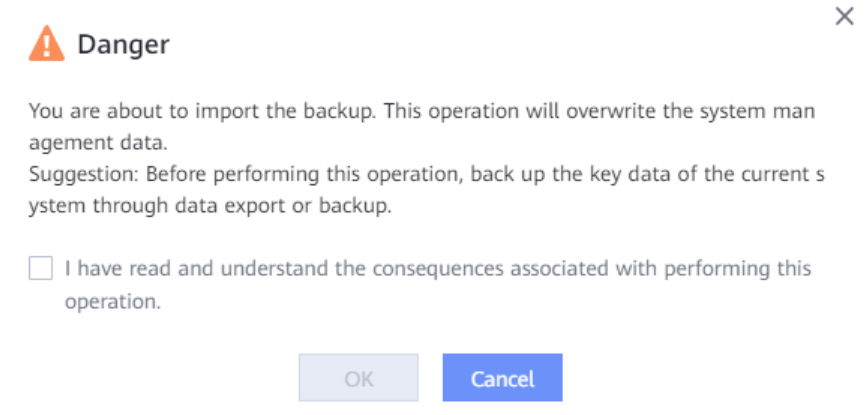 Danger
You are about to import the backup. This operation will overwrite the system man
agement data.
Suggestion: Before performing this operation, back up the key data of the current s
ystem through data export or backup.
I have read and understand the consequences associated with performing this
operation.
OK
Cancel